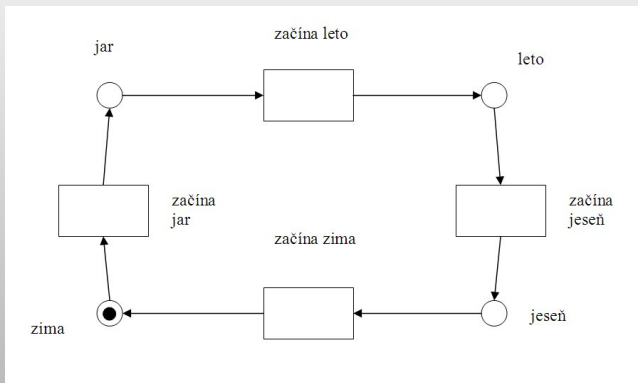 začína leto
jar
leto
začína
jar
začína
jeseň
začína zima
zima
jeseň